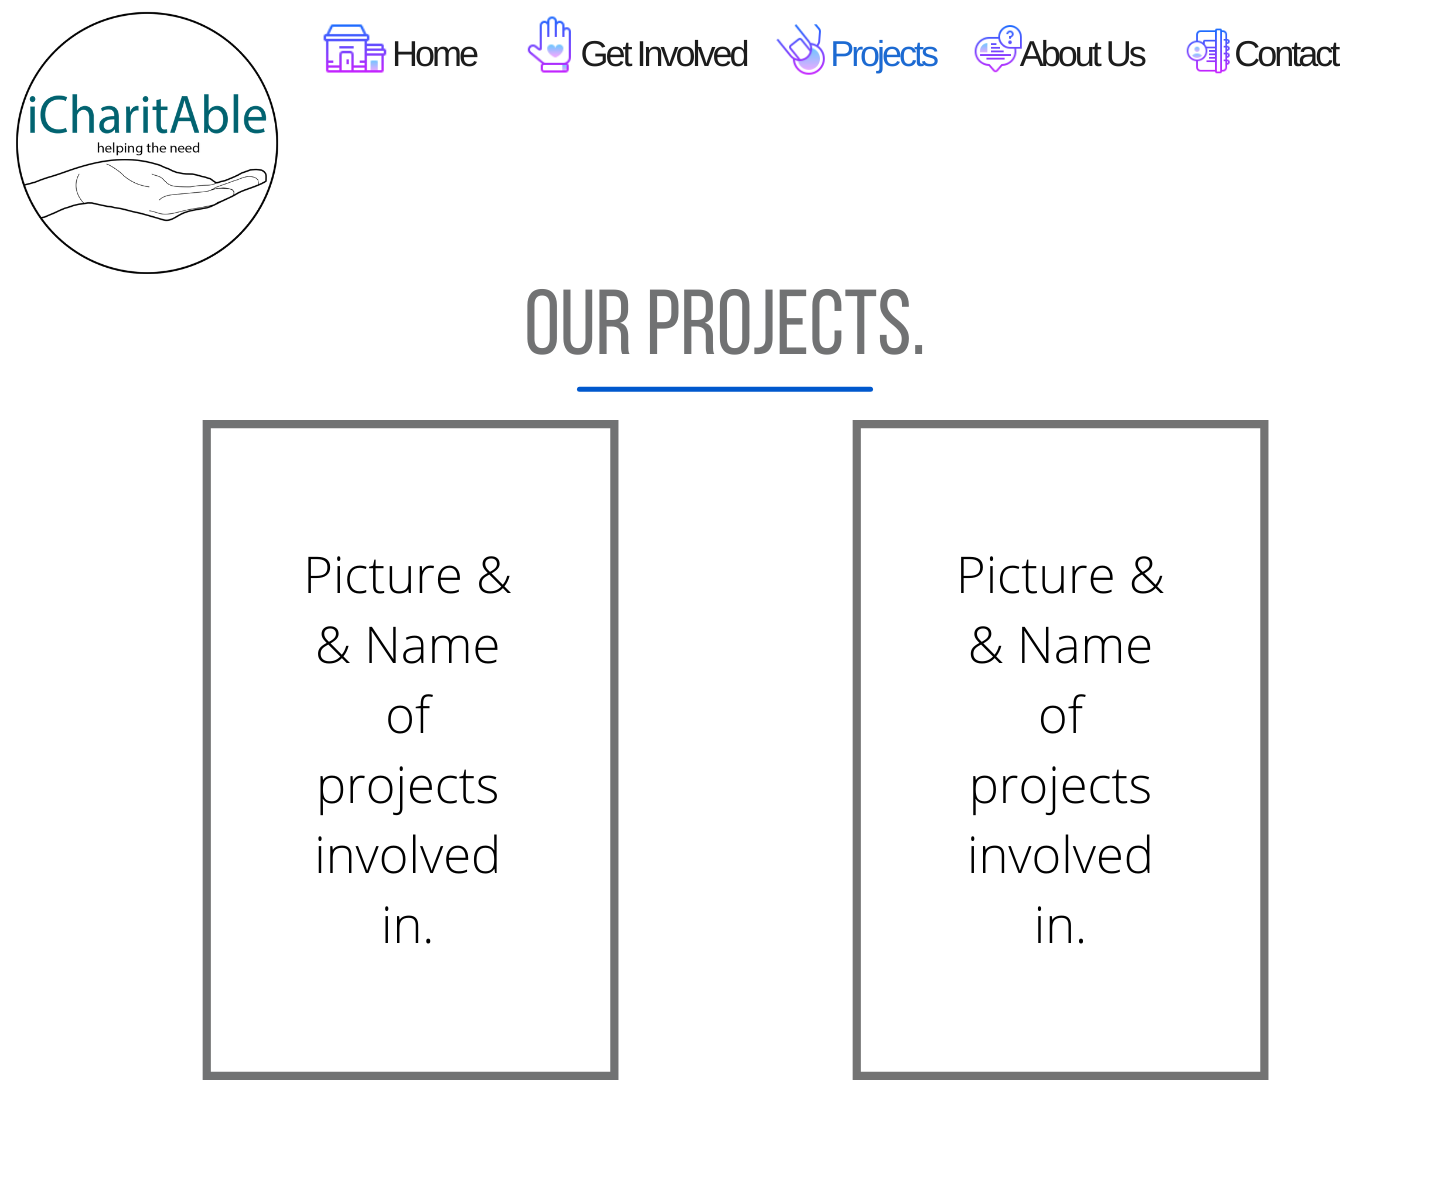 iCharitAble
helping the need
Home
Get Involved
Projects
About Us
Contact
OUR PROJECTS.
Picture &
& Name
of
projects
involved
in.
Picture &
& Name
of
projects
involved
in.